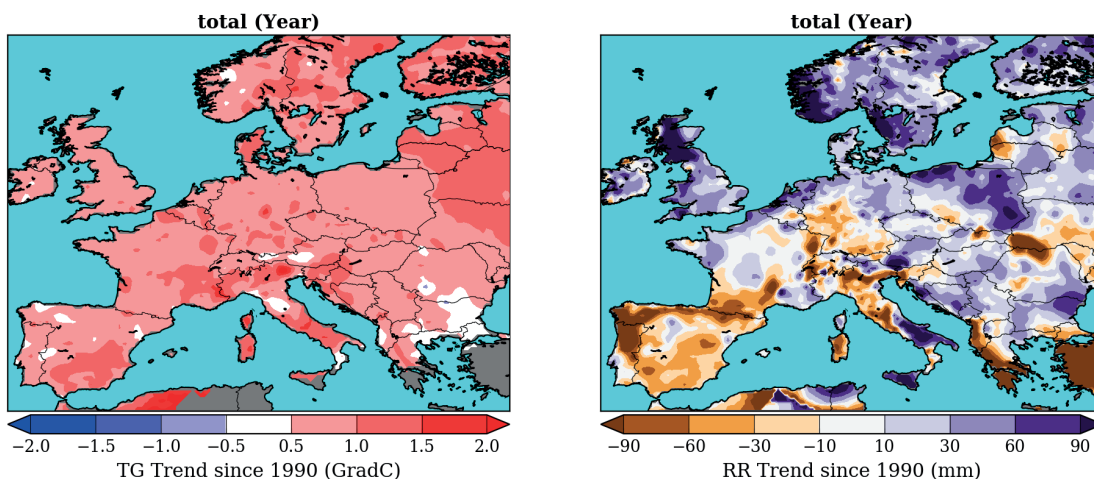 total (Year)
−2.0 −1.5 −1.0 −0.5 0.5 1.0 1.5 2.0
TG Trend since 1990 (GradC)
total (Year)
−90 −60 −30 −10 10 30 60 90
RR Trend since 1990 (mm)